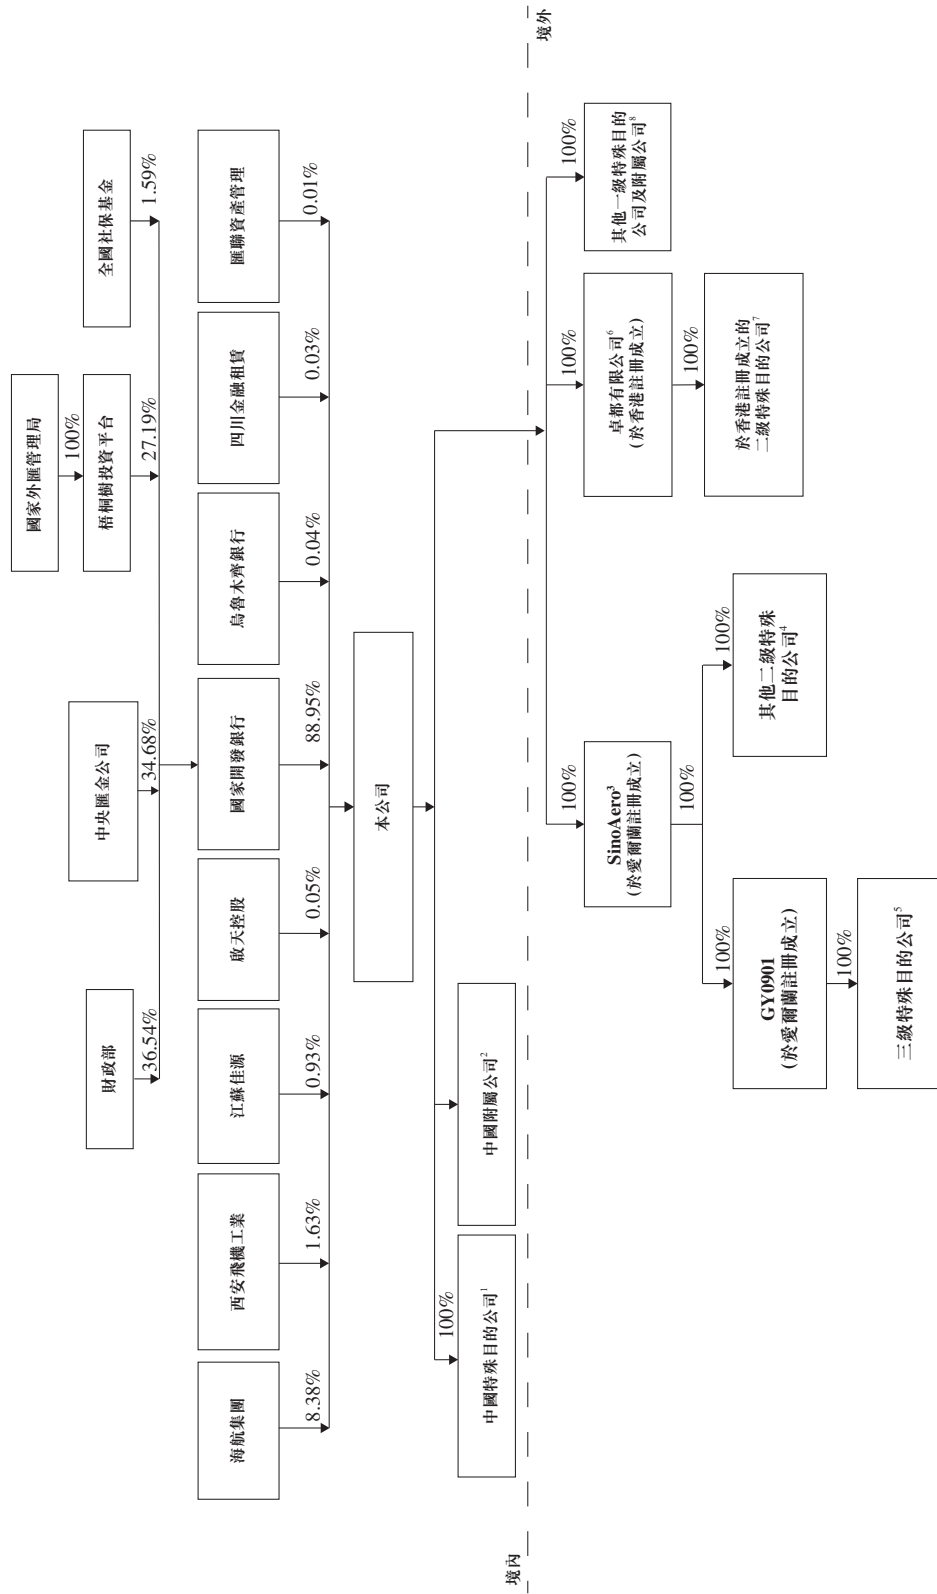 國家外匯管理局
100%
財政部
中央匯金公司
梧桐樹投資平台
全國社保基金
36.54%
34.68%
27.19%
1.59%
海航集團
西安飛機工業
江蘇佳源
啟天控股
國家開發銀行
烏魯木齊銀行
四川金融租賃
匯聯資產管理
8.38%
1.63%
0.93%
0.05%
88.95%
0.04%
0.03%
0.01%
本公司
100%
中國特殊目的公司1
中國附屬公司2
境內
境外
100%
100%
100%
SinoAero3
(於愛爾蘭註冊成立)
卓都有限公司6
(於香港註冊成立)
其他一級特殊目的
公司及附屬公司8
100%
100%
100%
100%
GY0901
(於愛爾蘭註冊成立)
其他二級特殊
目的公司4
於香港註冊成立的
二級特殊目的公司7
100%
三級特殊目的公司5